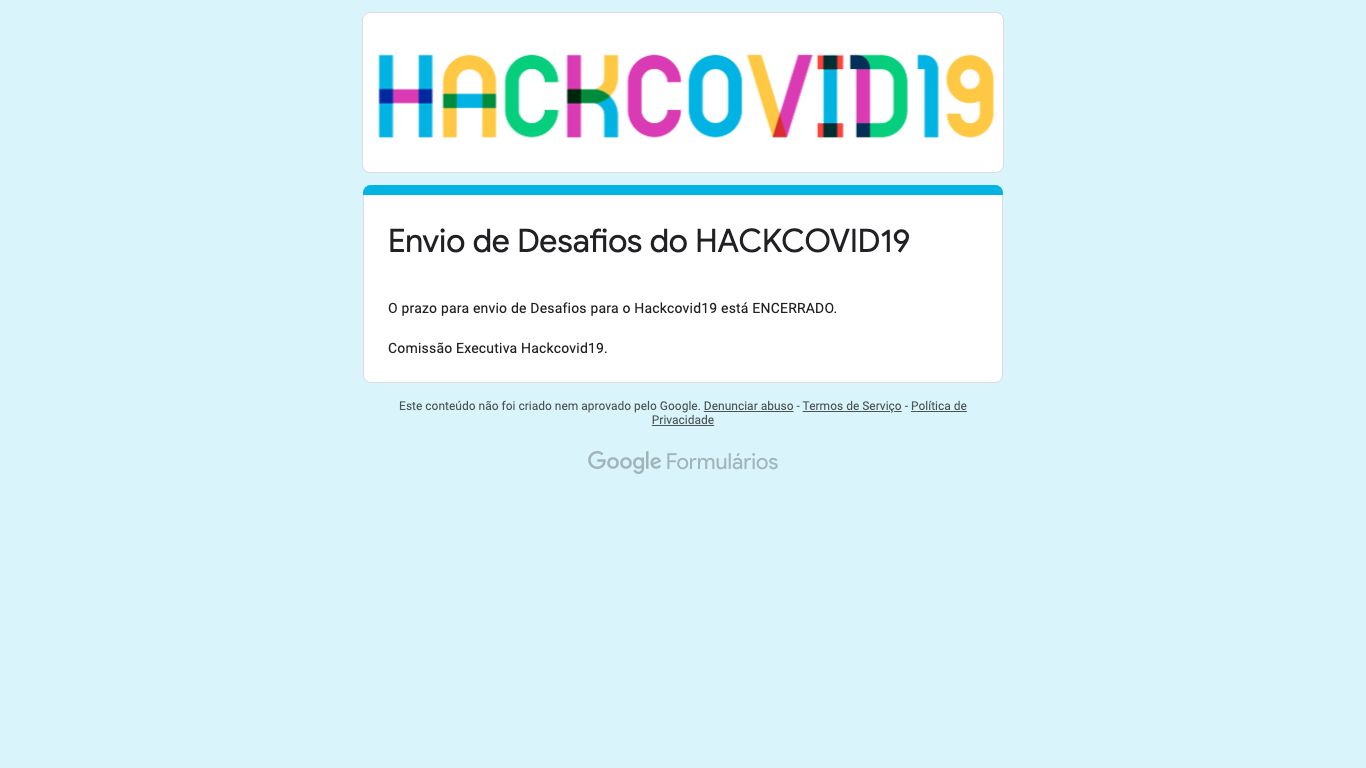 HACKCOVID19
Envio de Desafios do HACKCOVID19
O prazo para envio de Desafios para o Hackcovid19 está ENCERRADO.
Comissão Executiva Hackcovid19.
Este conteúdo não foi criado nem aprovado pelo Google. Denunciar abuso - Termos de Serviço - Política de
Privacidade
Google Formulários